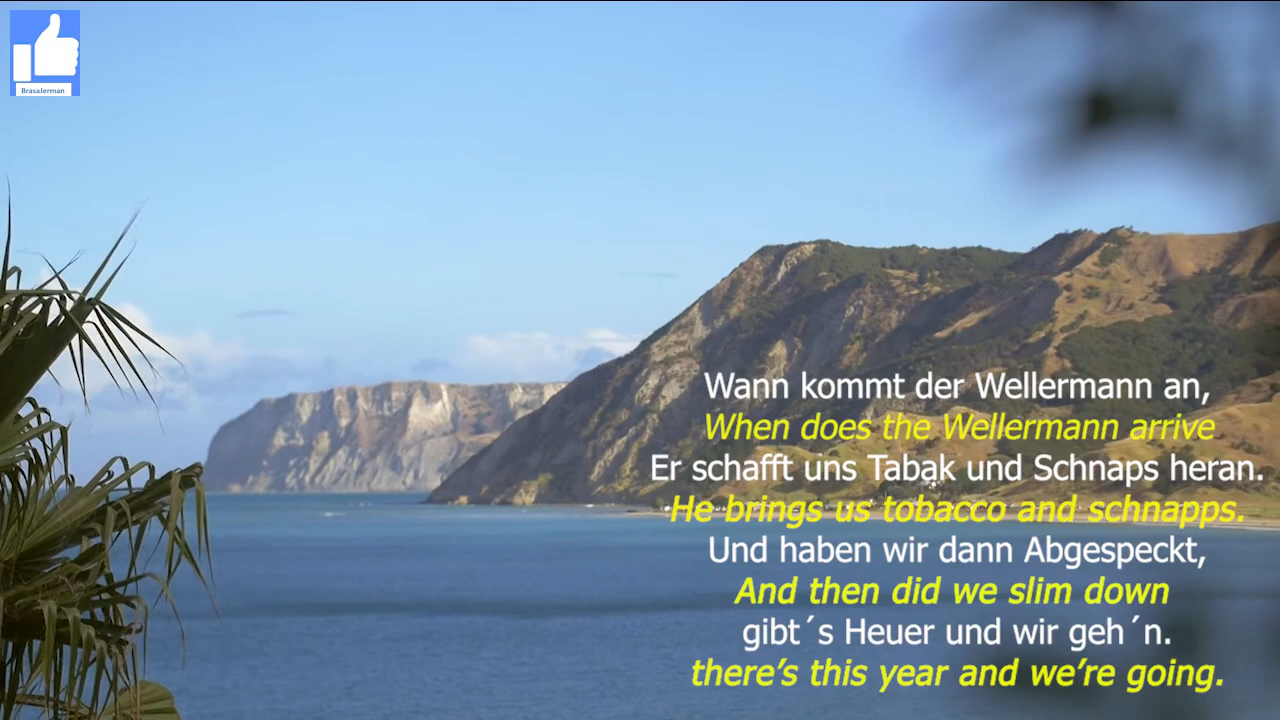 BrasaJerman
Wann kommt der Wellermann an,
When does the Wellermann arrive
Er schafft uns Tabak und Schnaps heran.
He brings us tobacco and schnapps.
Und haben wir dann Abgespeckt,
And then did we slim down
gibt´s Heuer und wir geh´n.
there’s this year and we’re going.